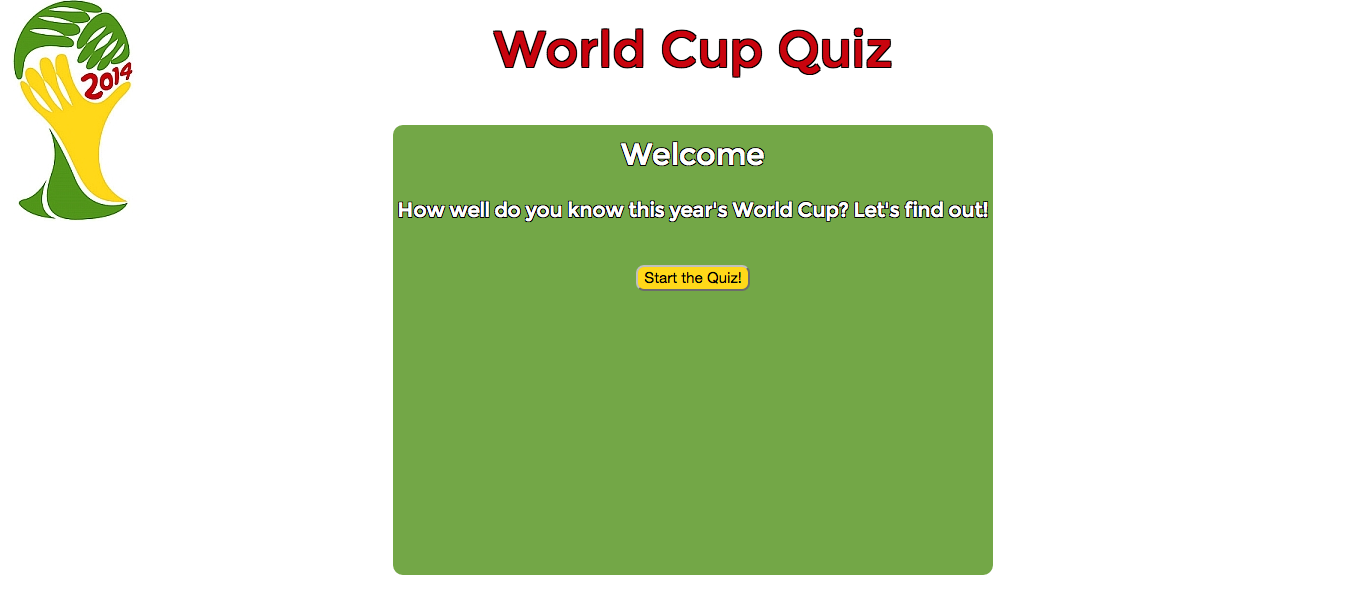 2014
World Cup Quiz
Welcome
How well do you know this year's World Cup? Let's find out!
Start the Quiz!